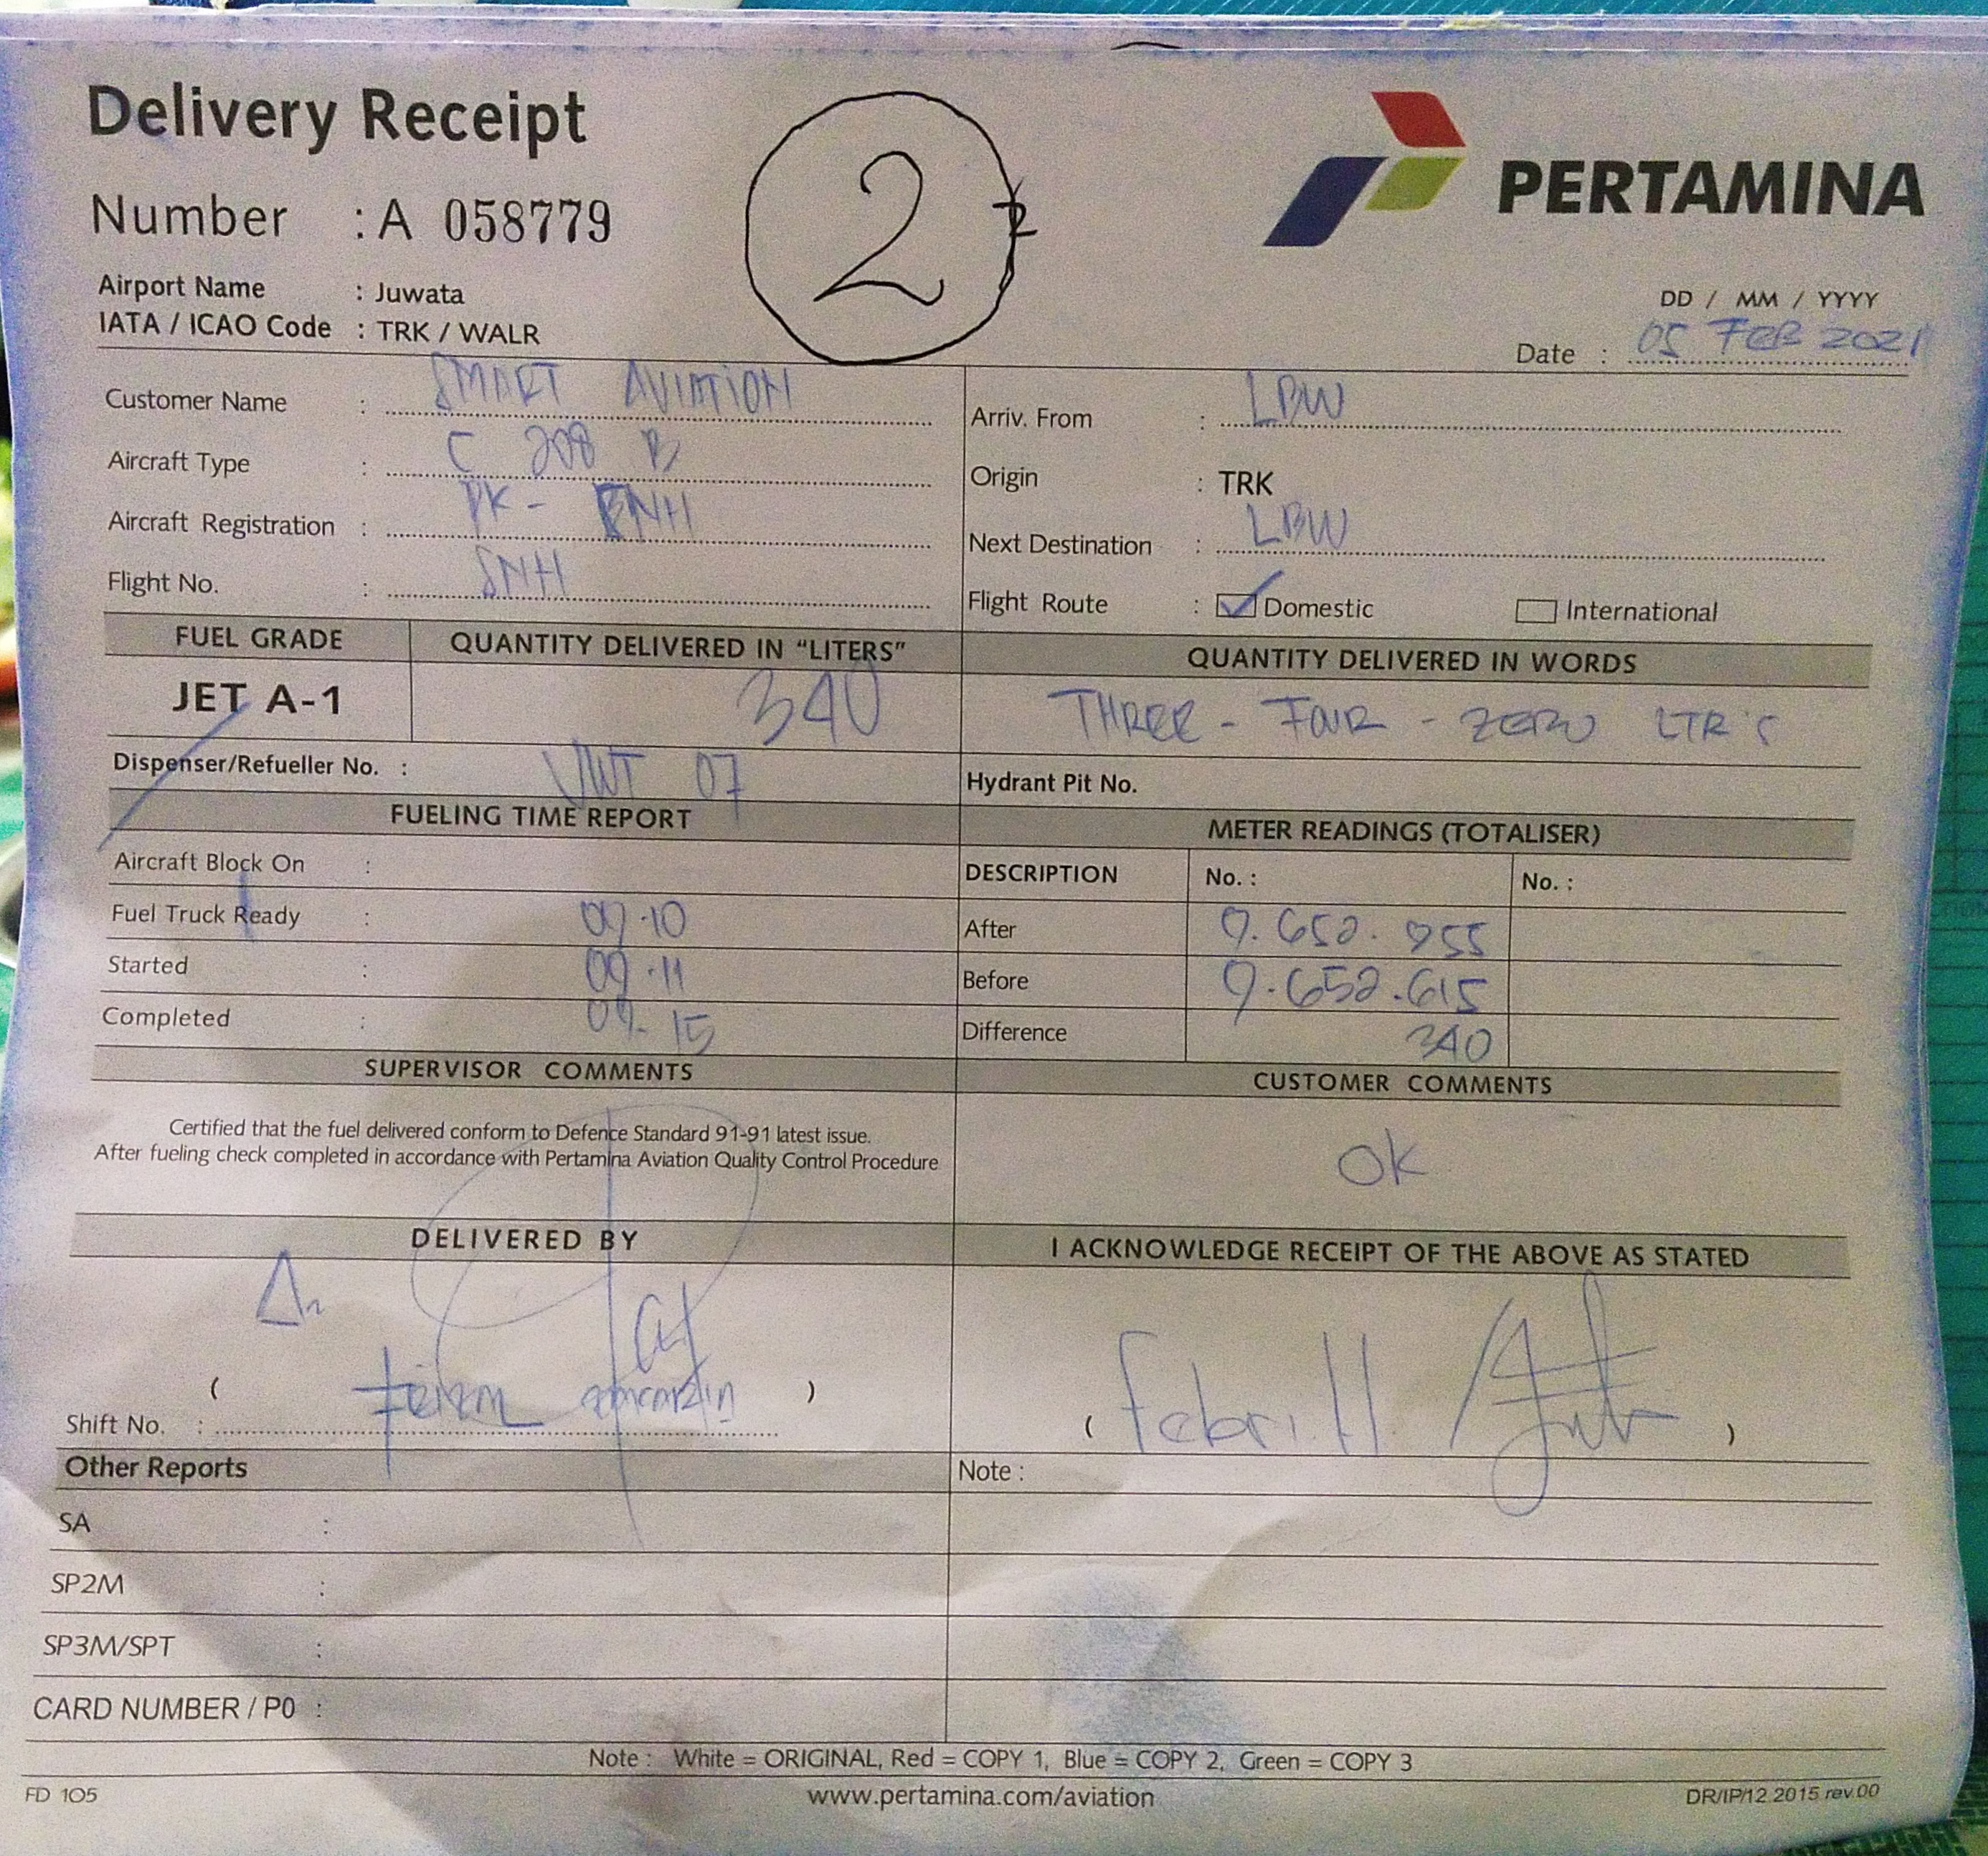 Delivery Receipt
2
PERTAMINA
Number : A 058779
Airport Name : Juwata
IATA / ICAO Code : TRK / WALR
DD / MM / YYYY
Date : 05 FEB 2021
Customer Name : SMART AVIATION
Aircraft Type : C 208 B
Aircraft Registration : PK - SNH
Flight No. : SNH
Arriv. From : LBW
Origin : TRK
Next Destination : LBW
Flight Route : Domestic International
FUEL GRADE QUANTITY DELIVERED IN "LITERS" QUANTITY DELIVERED IN WORDS
JET A-1 340 THREE - FOUR - ZERO LTR'S
Dispenser/Refueller No. : 07 Hydrant Pit No.
FUELING TIME REPORT METER READINGS (TOTALISER)
Aircraft Block On : DESCRIPTION No. : No. :
Fuel Truck Ready : 09.10 After 9.652.955
Started : 09.11 Before 9.652.615
Completed : 09.15 Difference 340
SUPERVISOR COMMENTS CUSTOMER COMMENTS
Certified that the fuel delivered conform to Defence Standard 91-91 latest issue.
After fueling check completed in accordance with Pertamina Aviation Quality Control Procedure
OK
DELIVERED BY I ACKNOWLEDGE RECEIPT OF THE ABOVE AS STATED
( ) ( Febri H )
Shift No. :
Other Reports Note :
SA :
SP2M :
SP3M/SPT :
CARD NUMBER / P0 :
Note : White = ORIGINAL, Red = COPY 1, Blue = COPY 2, Green = COPY 3
FD 105 www.pertamina.com/aviation DR/IP/12.2015 rev.00